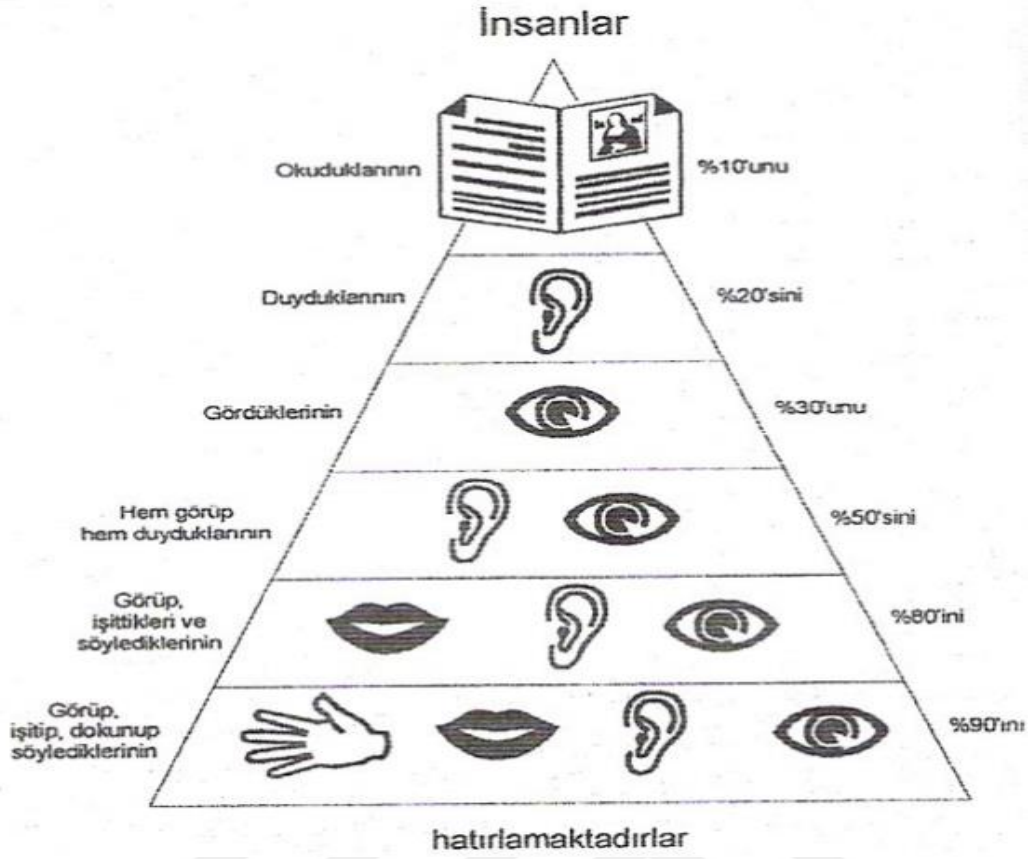 İnsanlar
Okuduklarının
%10'unu
Duyduklarının
%20'sini
Gördüklerinin
%30'unu
Hem görüp
hem duyduklarının
%50'sini
Görüp,
işittikleri ve
söylediklerinin
%80'ini
Görüp,
işitip, dokunup
söylediklerinin
%90'ını
hatırlamaktadırlar